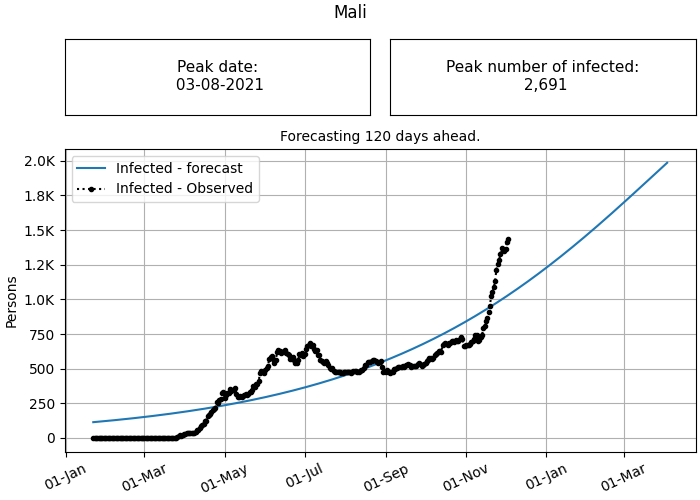 Mali
Peak date:
03-08-2021
Peak number of infected:
2,691
Forecasting 120 days ahead.
Infected - forecast
Infected - Observed
Persons
2.0K
1.8K
1.5K
1.2K
1.0K
750
500
250
0
01-Jan
01-Mar
01-May
01-Jul
01-Sep
01-Nov
01-Jan
01-Mar